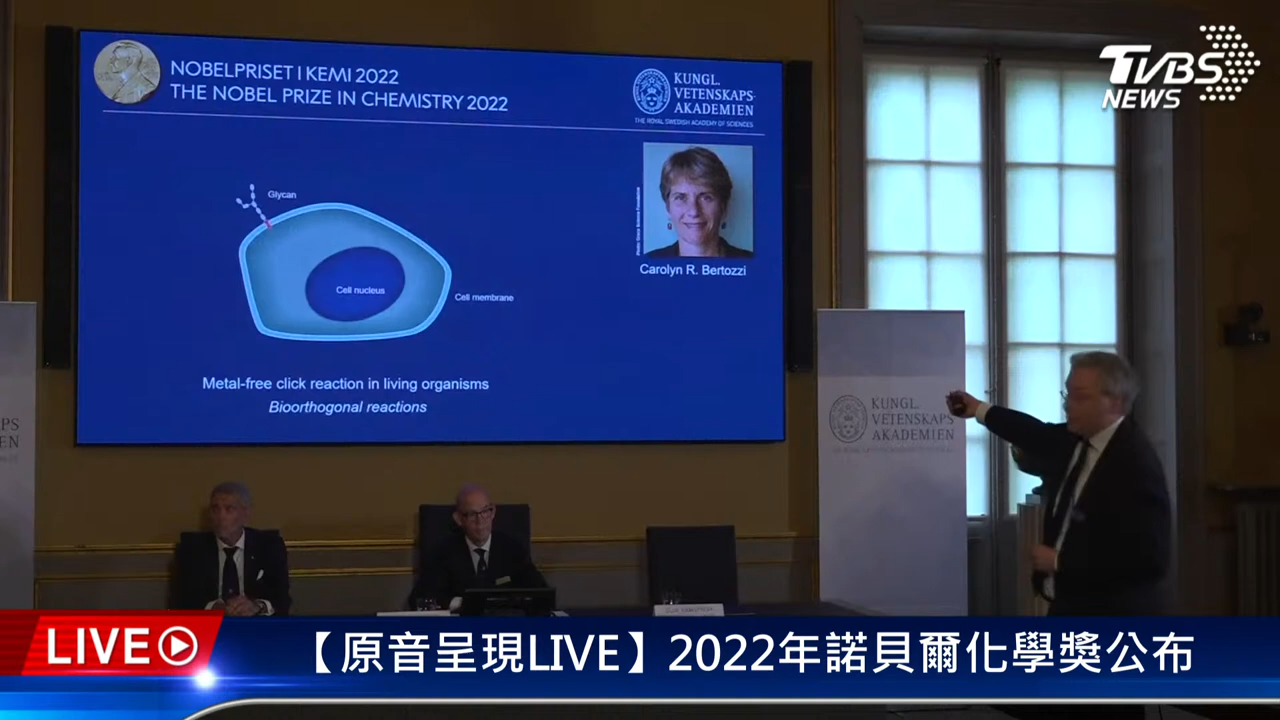 NOBELPRISET I KEMI 2022
THE NOBEL PRIZE IN CHEMISTRY 2022
KUNGL.
VETENSKAPS-
AKADEMIEN
THE ROYAL SWEDISH ACADEMY OF SCIENCES
TVBS
NEWS
Glycan
Cell nucleus
Cell membrane
Carolyn R. Bertozzi
Metal-free click reaction in living organisms
Bioorthogonal reactions
KUNGL.
VETENSKAPS
AKADEMIEN
LIVE
【原音呈現LIVE】2022年諾貝爾化學獎公布